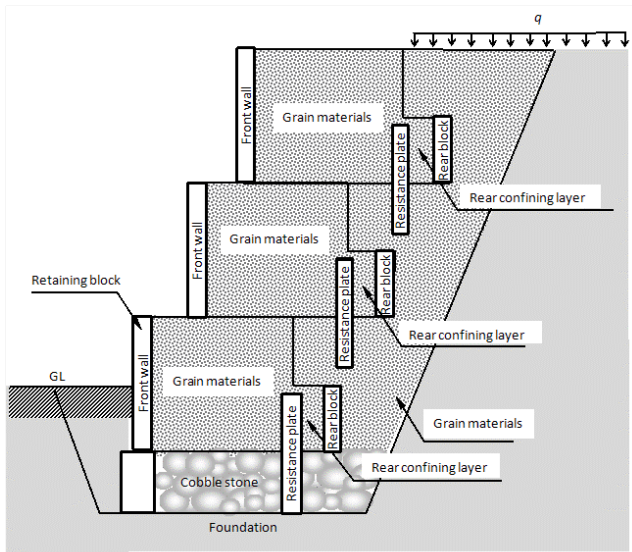 q
Front wall
Grain materials
Resistance plate
Rear block
Rear confining layer
Front wall
Grain materials
Resistance plate
Rear block
Retaining block
Rear confining layer
GL
Front wall
Grain materials
Resistance plate
Rear block
Grain materials
Rear confining layer
Cobble stone
Foundation